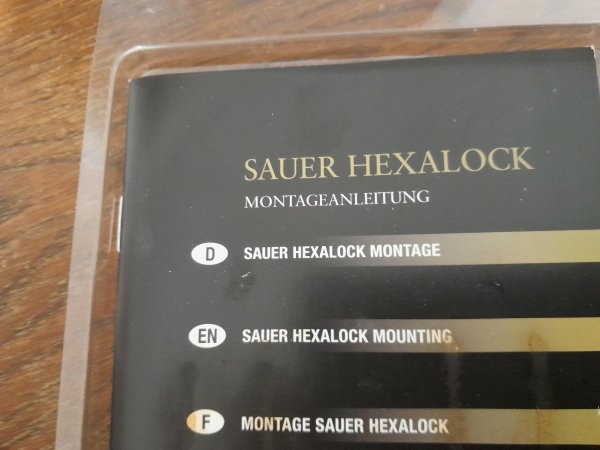 SAUER HEXALOCK
MONTAGEANLEITUNG
D SAUER HEXALOCK MONTAGE
EN SAUER HEXALOCK MOUNTING
F MONTAGE SAUER HEXALOCK